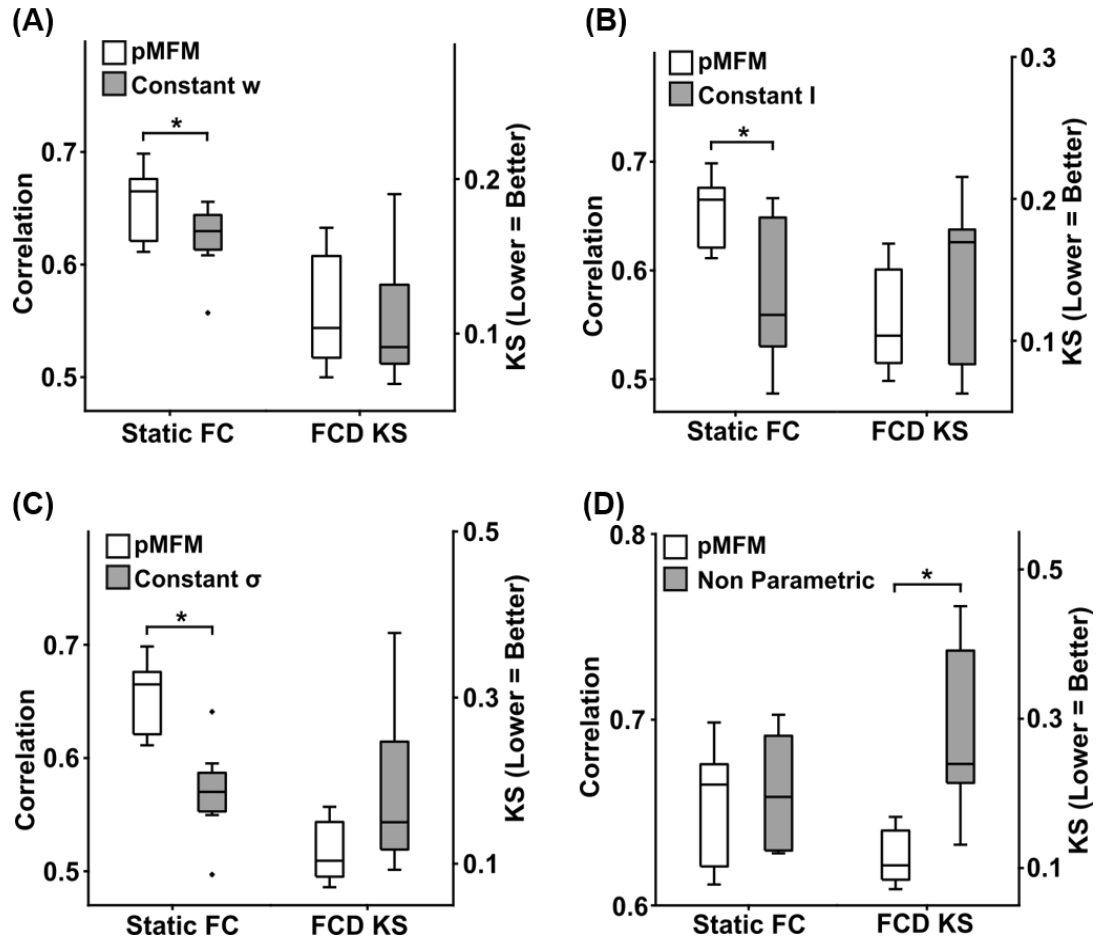 (A)
pMFM
Constant w
*
0.7
0.6
0.5
Correlation
0.2
0.1
KS (Lower = Better)
Static FC
FCD KS
(B)
pMFM
Constant I
*
0.7
0.6
0.5
Correlation
0.3
0.2
0.1
KS (Lower = Better)
Static FC
FCD KS
(C)
pMFM
Constant σ
*
0.7
0.6
0.5
Correlation
0.5
0.3
0.1
KS (Lower = Better)
Static FC
FCD KS
(D)
pMFM
Non Parametric
*
0.8
0.7
0.6
Correlation
0.5
0.3
0.1
KS (Lower = Better)
Static FC
FCD KS